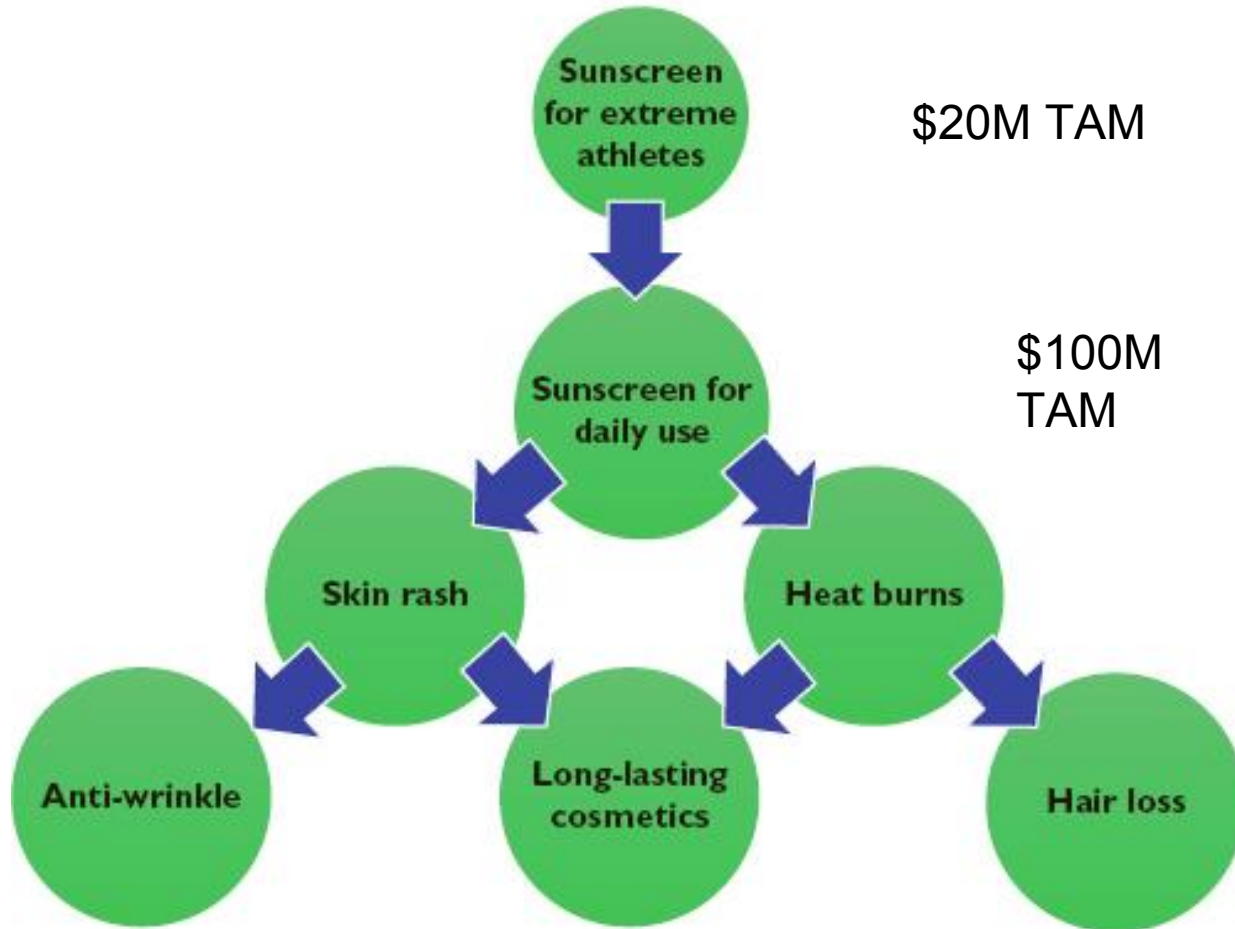 Sunscreen
for extreme
athletes
$20M TAM
Sunscreen for
daily use
$100M
TAM
Skin rash
Heat burns
Anti-wrinkle
Long-lasting
cosmetics
Hair loss